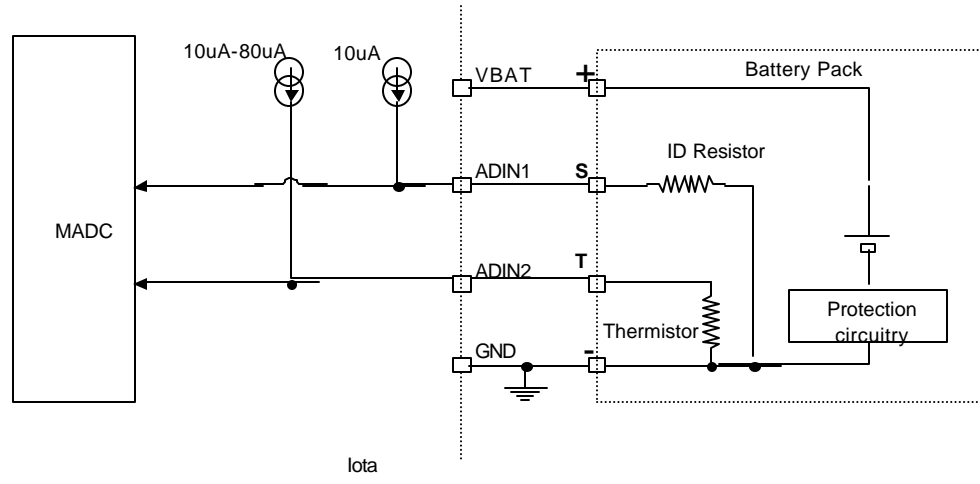 10uA-80uA
10uA
VBAT
+
Battery Pack
ID Resistor
ADIN1
S
MADC
ADIN2
T
Thermistor
Protection
circuitry
GND
-
Iota